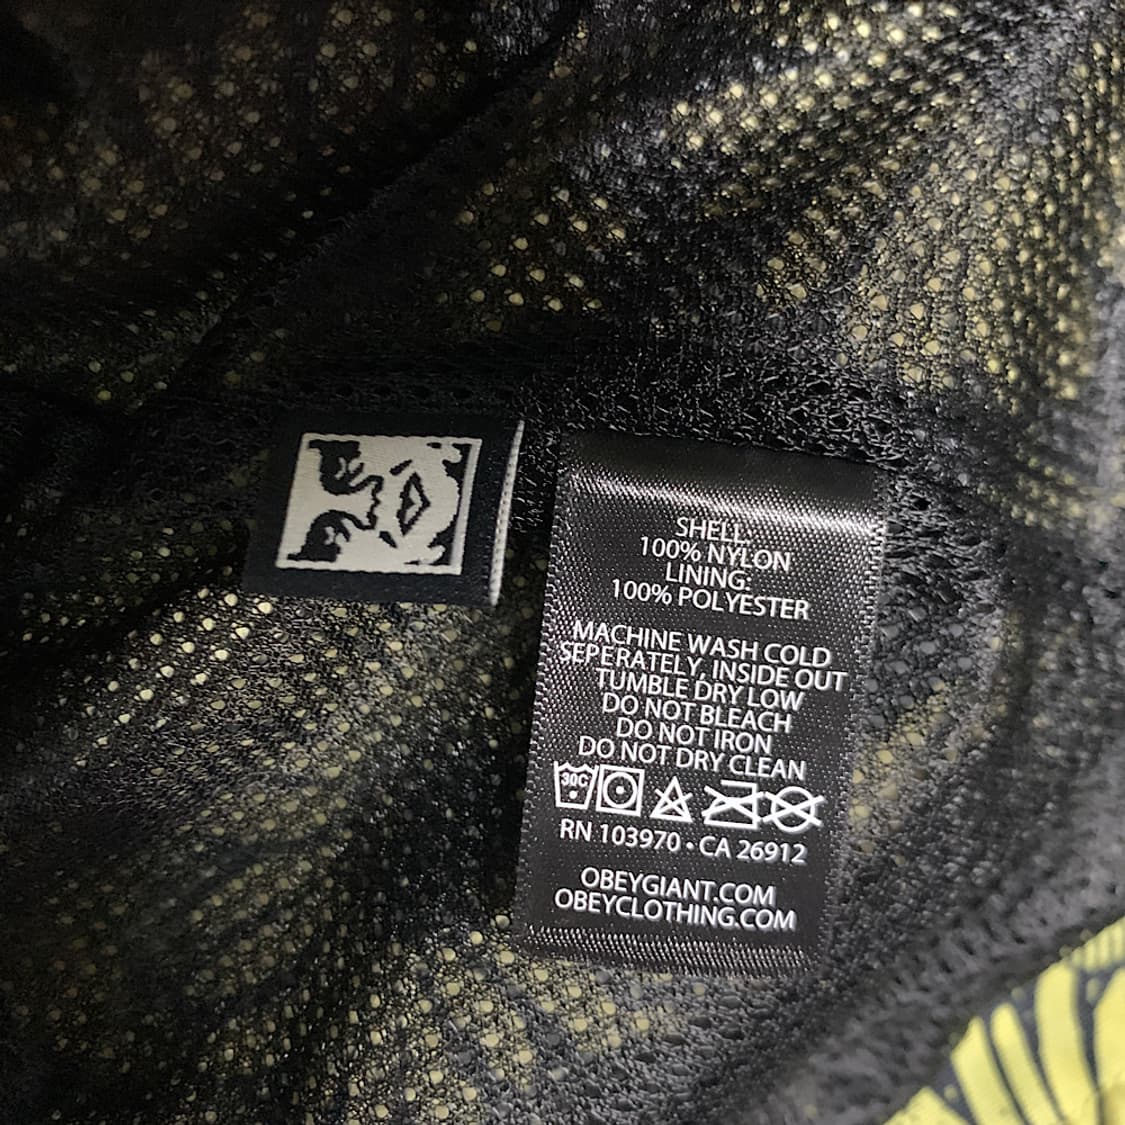 SHELL:
100% NYLON
LINING:
100% POLYESTER
MACHINE WASH COLD
SEPERATELY, INSIDE OUT
TUMBLE DRY LOW
DO NOT BLEACH
DO NOT IRON
DO NOT DRY CLEAN
30C
RN 103970 • CA 26912
OBEYGIANT.COM
OBEYCLOTHING.COM